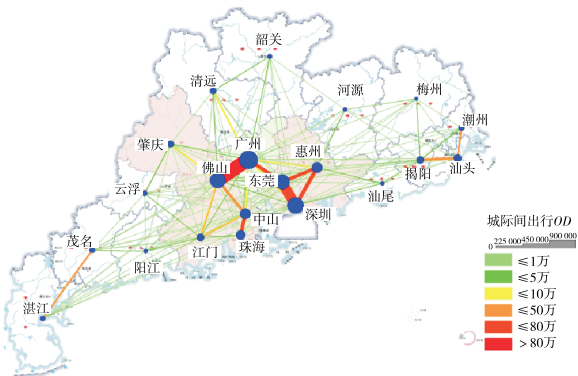 韶关
清远
河源
梅州
潮州
肇庆
广州
惠州
佛山
东莞
揭阳
汕头
云浮
汕尾
深圳
中山
茂名
江门
珠海
阳江
湛江
城际间出行OD
0 225 000 450 000 900 000
≤1万
≤5万
≤10万
≤50万
≤80万
>80万